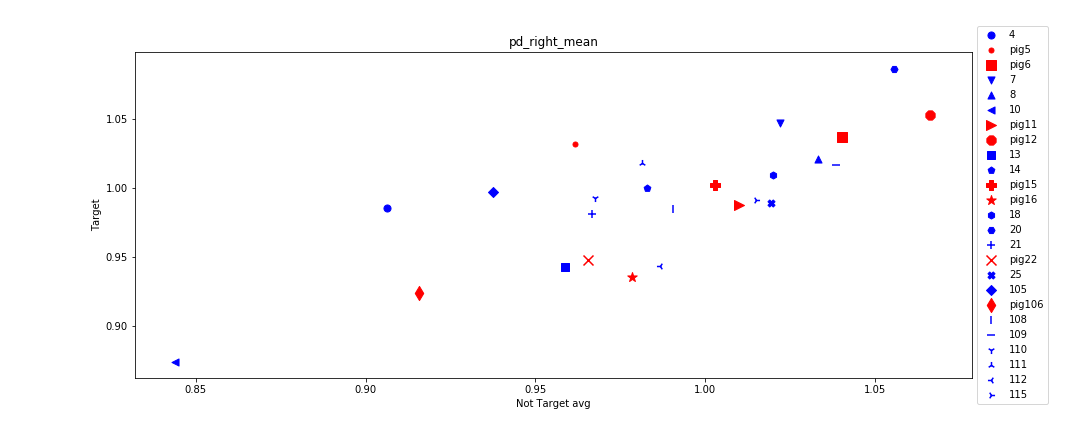 pd_right_mean
Target
1.05
1.00
0.95
0.90
0.85
0.90
0.95
1.00
1.05
Not Target avg
4
pig5
pig6
7
8
10
pig11
pig12
13
14
pig15
pig16
18
20
21
pig22
25
105
pig106
108
109
110
111
112
115